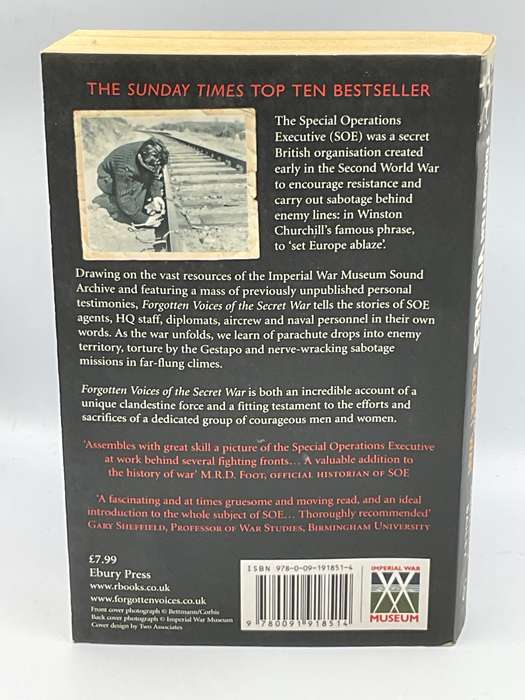 THE SUNDAY TIMES TOP TEN BESTSELLER
The Special Operations
Executive (SOE) was a secret
British organisation created
early in the Second World War
to encourage resistance and
carry out sabotage behind
enemy lines: in Winston
Churchill's famous phrase,
to 'set Europe ablaze'.
Drawing on the vast resources of the Imperial War Museum Sound
Archive and featuring a mass of previously unpublished personal
testimonies, Forgotten Voices of the Secret War tells the stories of SOE
agents, HQ staff, diplomats, aircrew and naval personnel in their own
words. As the war unfolds, we learn of parachute drops into enemy
territory, torture by the Gestapo and nerve-wracking sabotage
missions in far-flung climes.
Forgotten Voices of the Secret War is both an incredible account of a
unique clandestine force and a fitting testament to the efforts and
sacrifices of a dedicated group of courageous men and women.
'Assembles with great skill a picture of the Special Operations Executive
at work behind several fighting fronts... A valuable addition to
the history of war' M.R.D. FOOT, OFFICIAL HISTORIAN OF SOE
'A fascinating and at times gruesome and moving read, and an ideal
introduction to the whole subject of SOE... Thoroughly recommended'
GARY SHEFFIELD, PROFESSOR OF WAR STUDIES, BIRMINGHAM UNIVERSITY
£7.99
Ebury Press
www.rbooks.co.uk
www.forgottenvoices.co.uk
Front cover photograph © Bettmann/Corbis
Back cover photograph © Imperial War Museum
Cover design by Two Associates
ISBN 978-0-09-191851-4
9 780091 918514
IMPERIAL WAR
MUSEUM